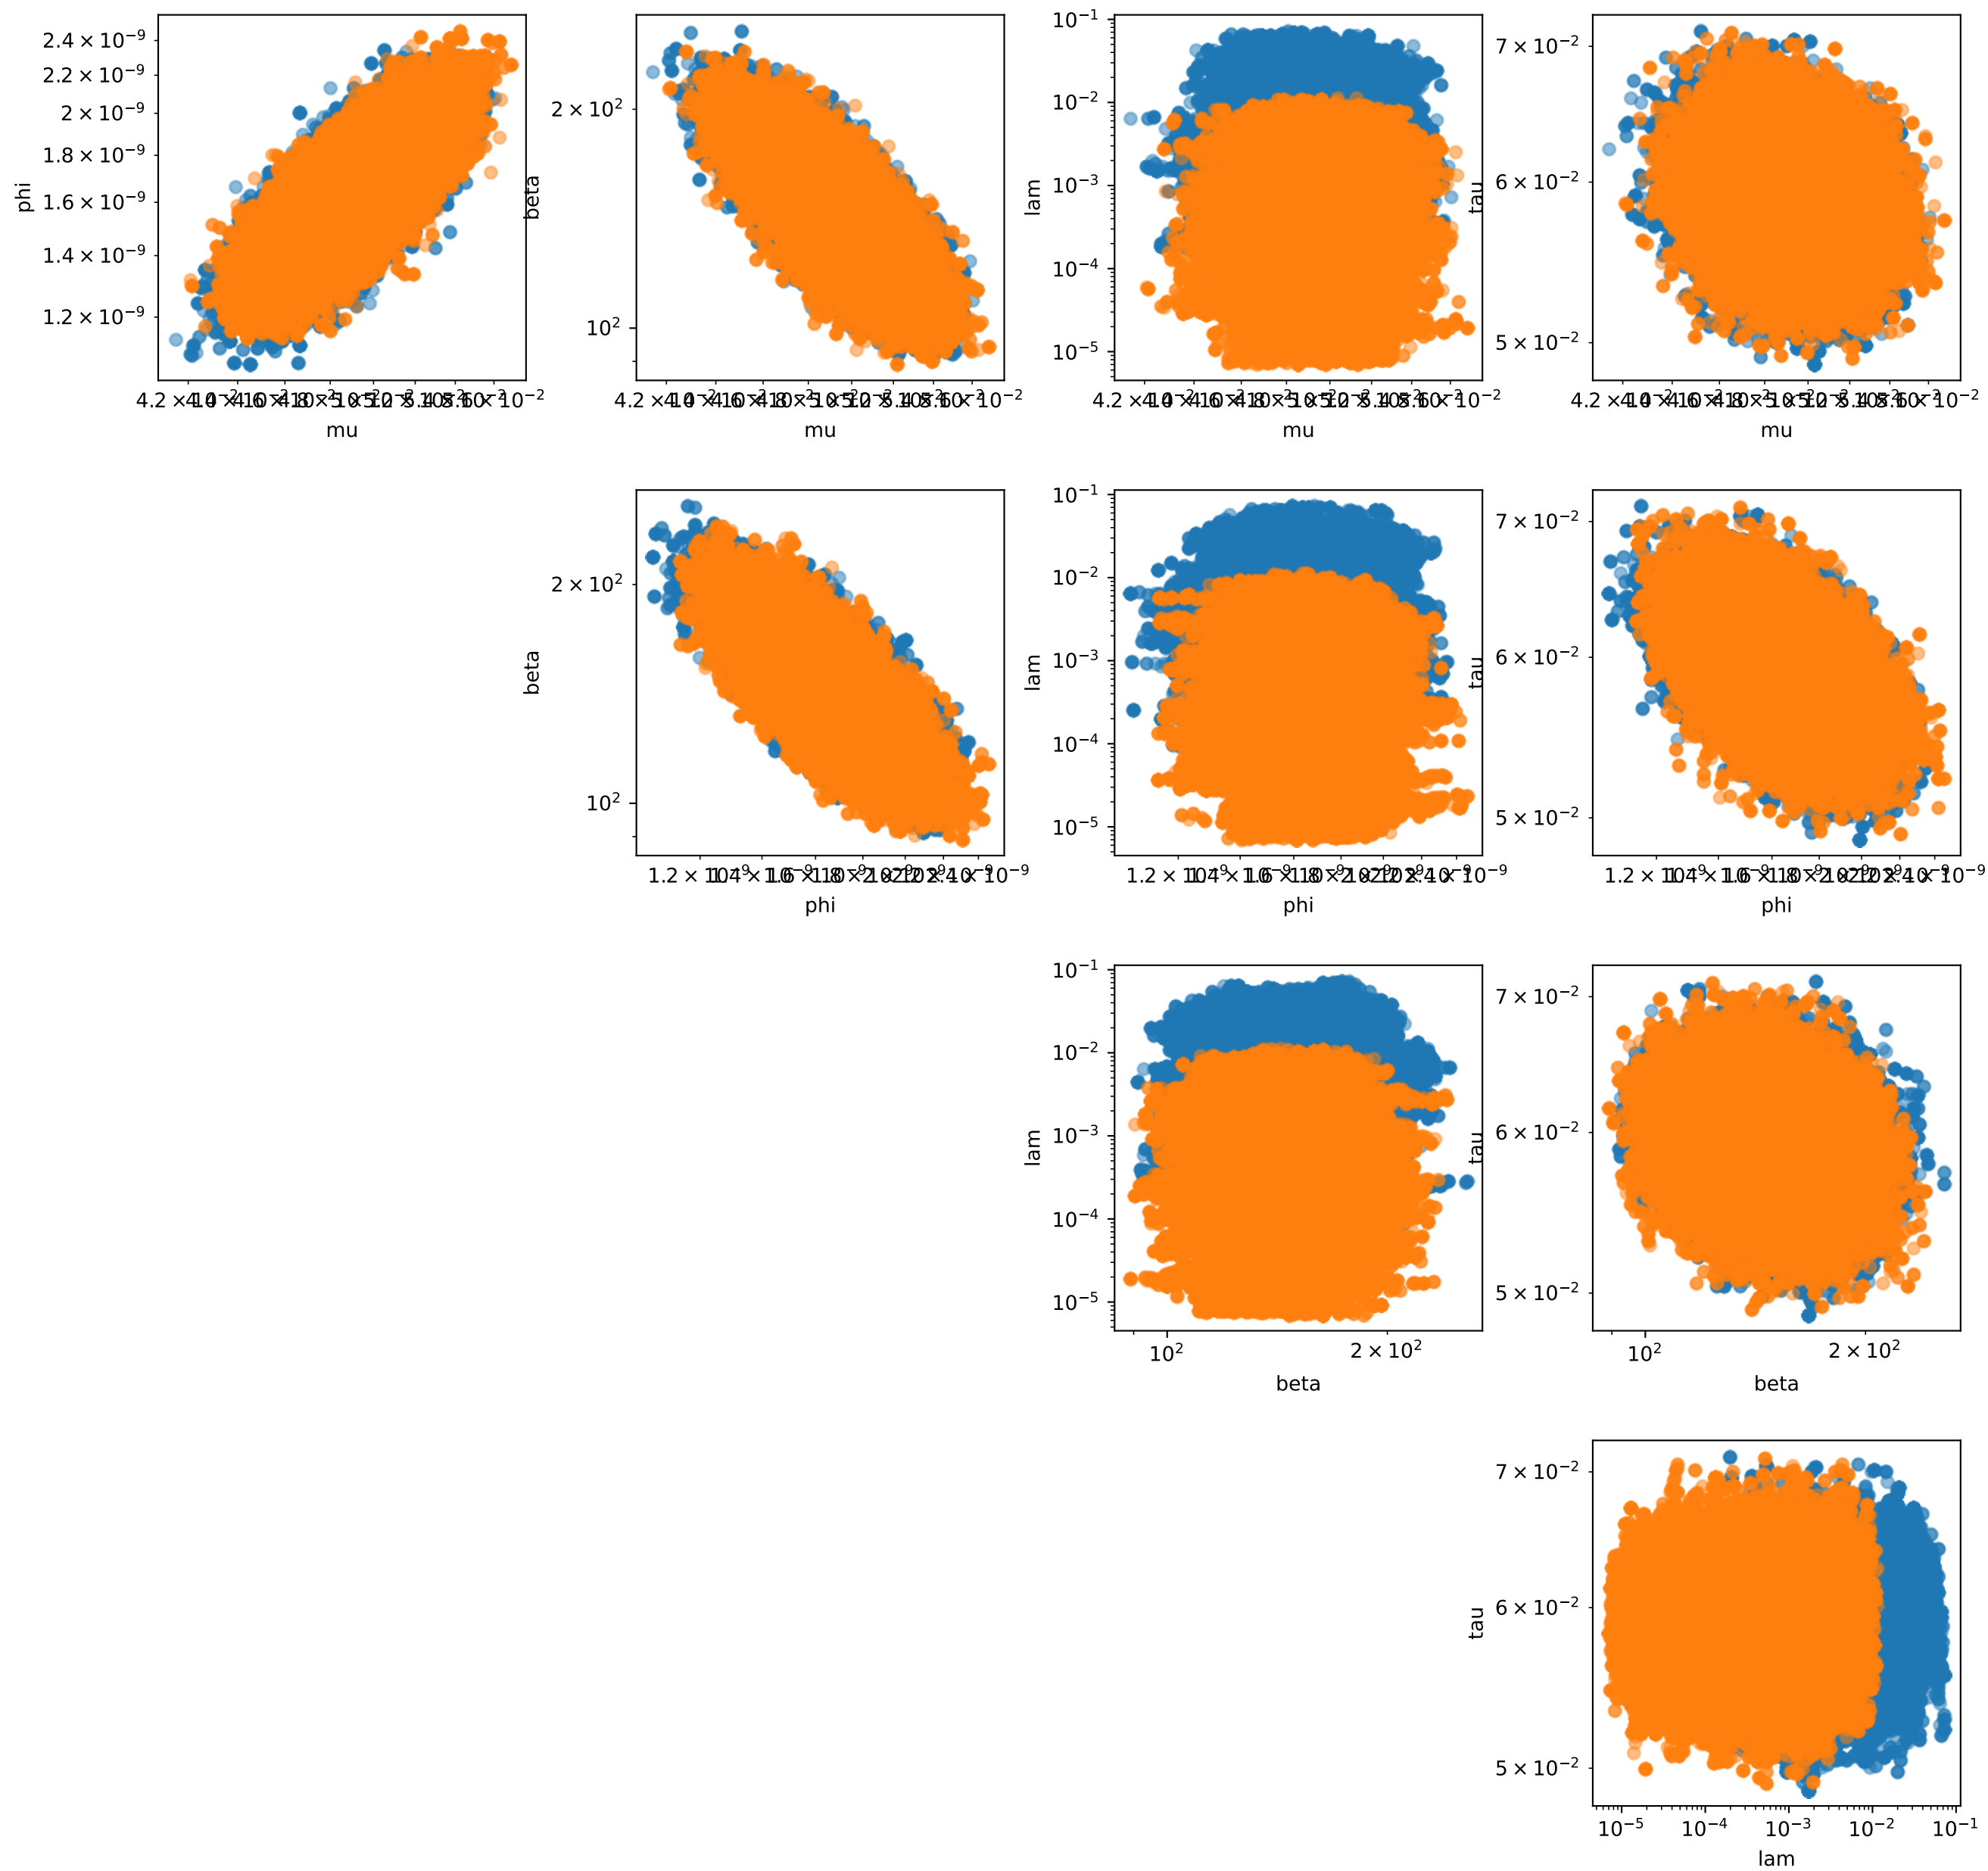 2.4 × 10⁻⁹
2.2 × 10⁻⁹
2 × 10⁻⁹
1.8 × 10⁻⁹
1.6 × 10⁻⁹
1.4 × 10⁻⁹
1.2 × 10⁻⁹
phi
mu
2 × 10²
10²
beta
mu
10⁻¹
10⁻²
10⁻³
10⁻⁴
10⁻⁵
lam
mu
7 × 10⁻²
6 × 10⁻²
5 × 10⁻²
tau
mu
2 × 10²
10²
beta
phi
10⁻¹
10⁻²
10⁻³
10⁻⁴
10⁻⁵
lam
phi
7 × 10⁻²
6 × 10⁻²
5 × 10⁻²
tau
phi
10⁻¹
10⁻²
10⁻³
10⁻⁴
10⁻⁵
lam
10² 2 × 10²
beta
7 × 10⁻²
6 × 10⁻²
5 × 10⁻²
tau
10² 2 × 10²
beta
7 × 10⁻²
6 × 10⁻²
5 × 10⁻²
tau
10⁻⁵ 10⁻⁴ 10⁻³ 10⁻² 10⁻¹
lam